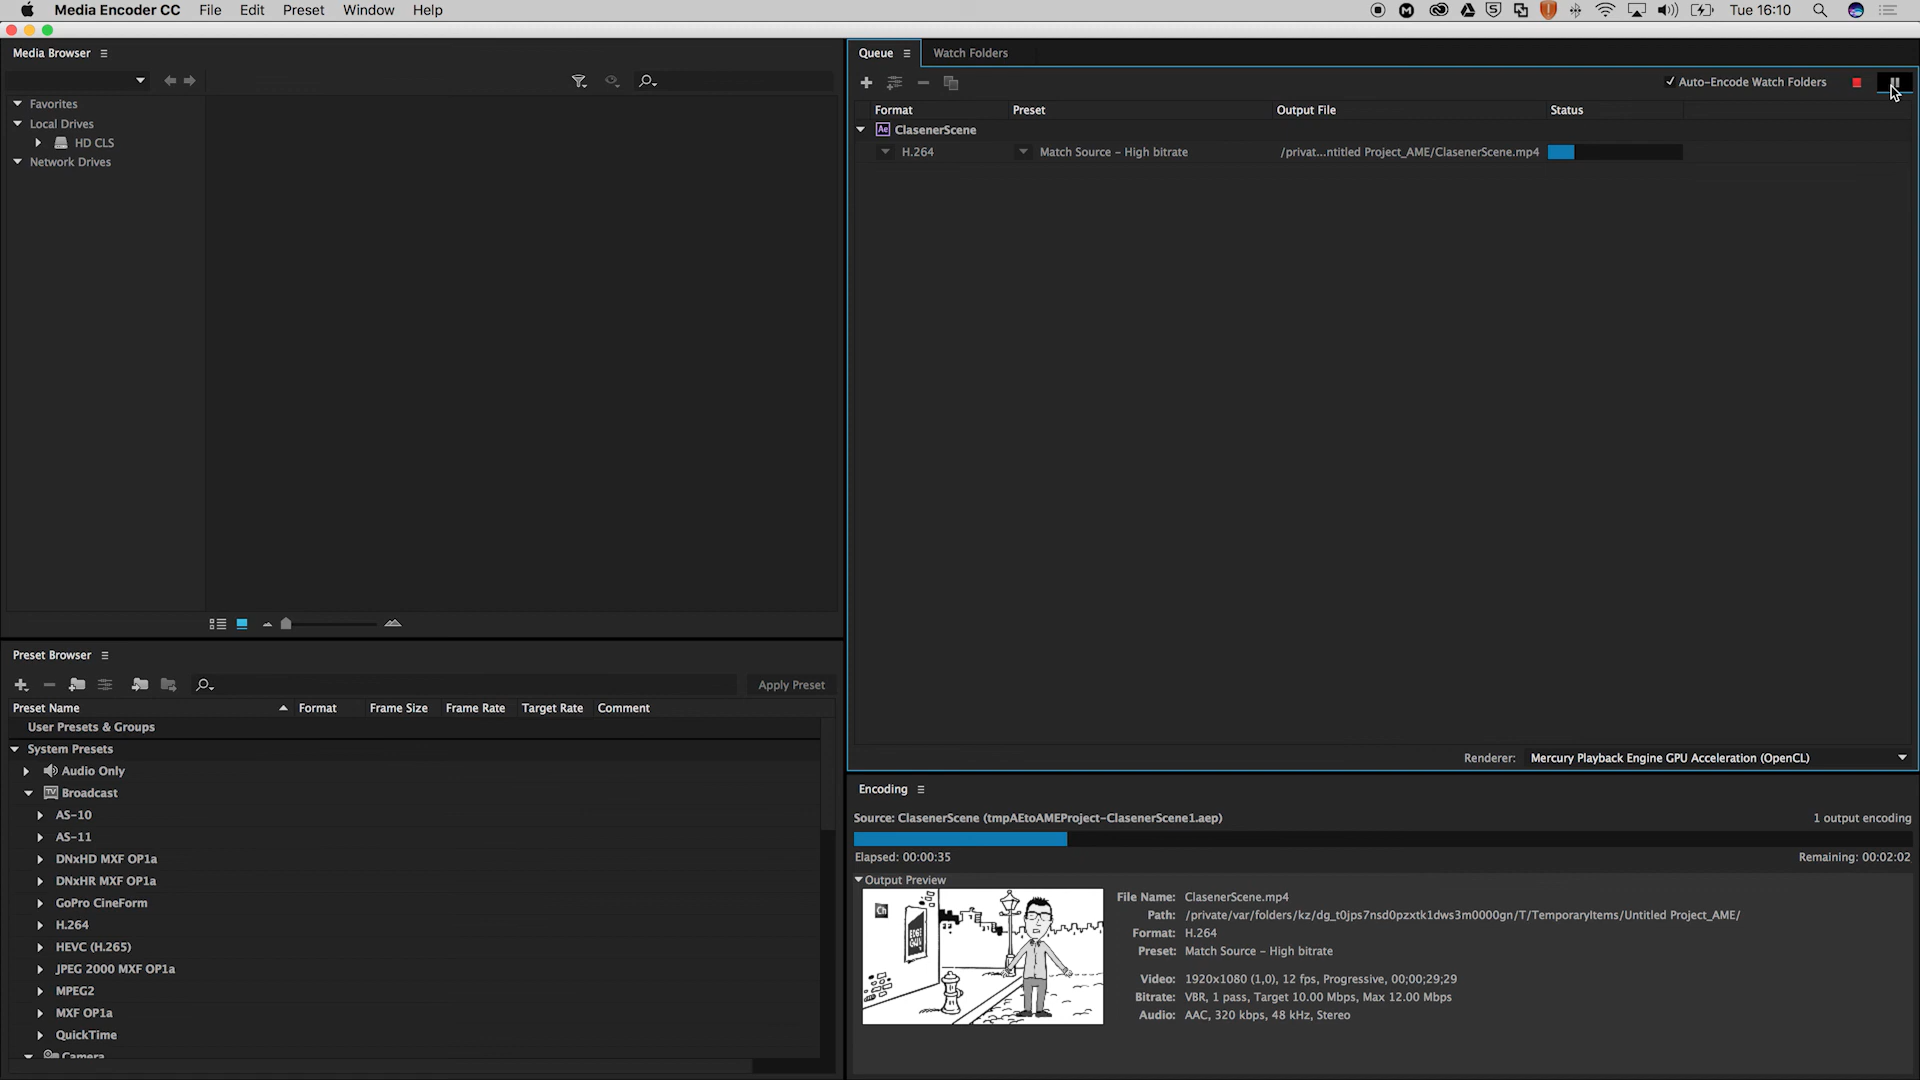 Media Encoder CC File Edit Preset Window Help Tue 16:10
Media Browser
Favorites
Local Drives
HD CLS
Network Drives
Queue Watch Folders
Auto-Encode Watch Folders
Format Preset Output File Status
Ae ClasenerScene
H.264 Match Source – High bitrate /privat...ntitled Project_AME/ClasenerScene.mp4
Renderer: Mercury Playback Engine GPU Acceleration (OpenCL)
Preset Browser
Apply Preset
Preset Name Format Frame Size Frame Rate Target Rate Comment
User Presets & Groups
System Presets
Audio Only
TV Broadcast
AS-10
AS-11
DNxHD MXF OP1a
DNxHR MXF OP1a
GoPro CineForm
H.264
HEVC (H.265)
JPEG 2000 MXF OP1a
MPEG2
MXF OP1a
QuickTime
Camera
Encoding
Source: ClasenerScene (tmpAEtoAMEProject-ClasenerScene1.aep) 1 output encoding
Elapsed: 00:00:35 Remaining: 00:02:02
Output Preview
Ch
EDGE
File Name: ClasenerScene.mp4
Path: /private/var/folders/kz/dg_t0jps7nsd0pzxtk1dws3m0000gn/T/TemporaryItems/Untitled Project_AME/
Format: H.264
Preset: Match Source – High bitrate
Video: 1920x1080 (1,0), 12 fps, Progressive, 00;00;29;29
Bitrate: VBR, 1 pass, Target 10.00 Mbps, Max 12.00 Mbps
Audio: AAC, 320 kbps, 48 kHz, Stereo